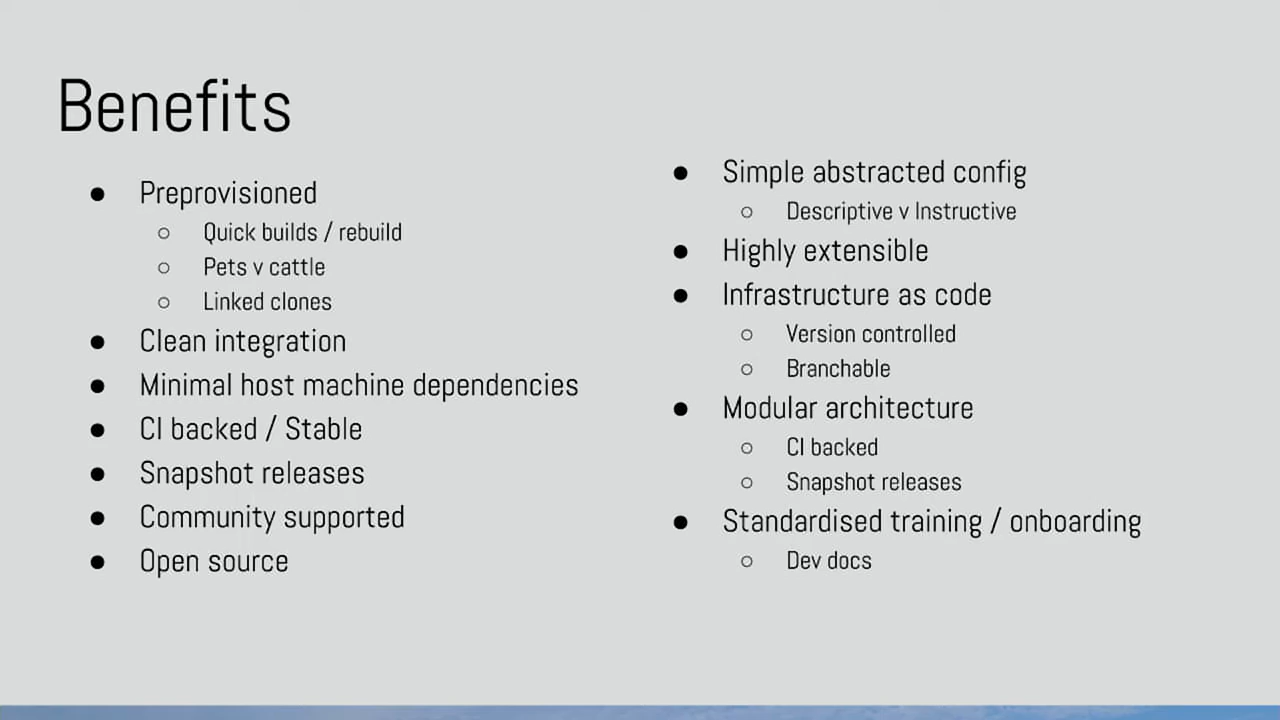 Benefits
● Preprovisioned
○ Quick builds / rebuild
○ Pets v cattle
○ Linked clones
● Clean integration
● Minimal host machine dependencies
● CI backed / Stable
● Snapshot releases
● Community supported
● Open source
● Simple abstracted config
○ Descriptive v Instructive
● Highly extensible
● Infrastructure as code
○ Version controlled
○ Branchable
● Modular architecture
○ CI backed
○ Snapshot releases
● Standardised training / onboarding
○ Dev docs